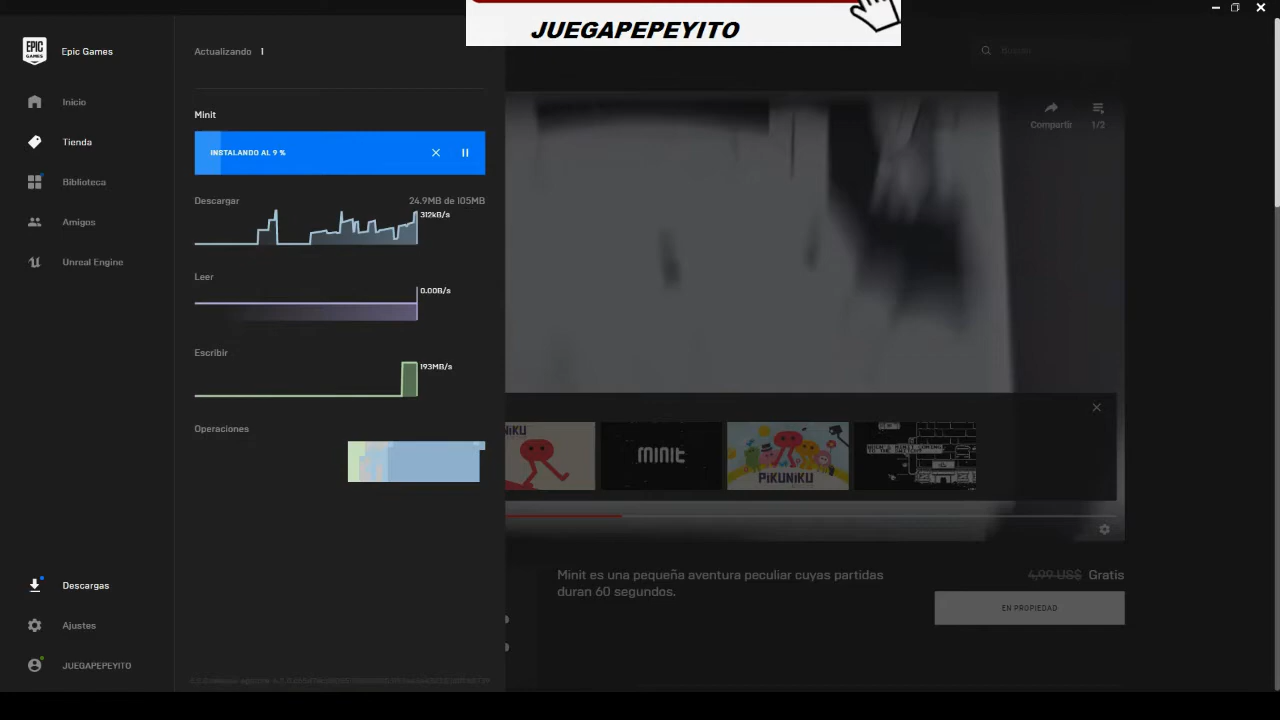 JUEGAPEPEYITO
EPIC
GAMES
Epic Games
Inicio
Tienda
Biblioteca
Amigos
Unreal Engine
Descargas
Ajustes
JUEGAPEPEYITO
Actualizando 1
Minit
INSTALANDO AL 9 %
Descargar 24.9MB de 105MB
312kB/s
Leer
0.00B/s
Escribir
193MB/s
Operaciones
Buscar
Compartir 1/2
NIKU
minit
PiKUNiKU
Minit es una pequeña aventura peculiar cuyas partidas
duran 60 segundos.
4,99 US$ Gratis
EN PROPIEDAD